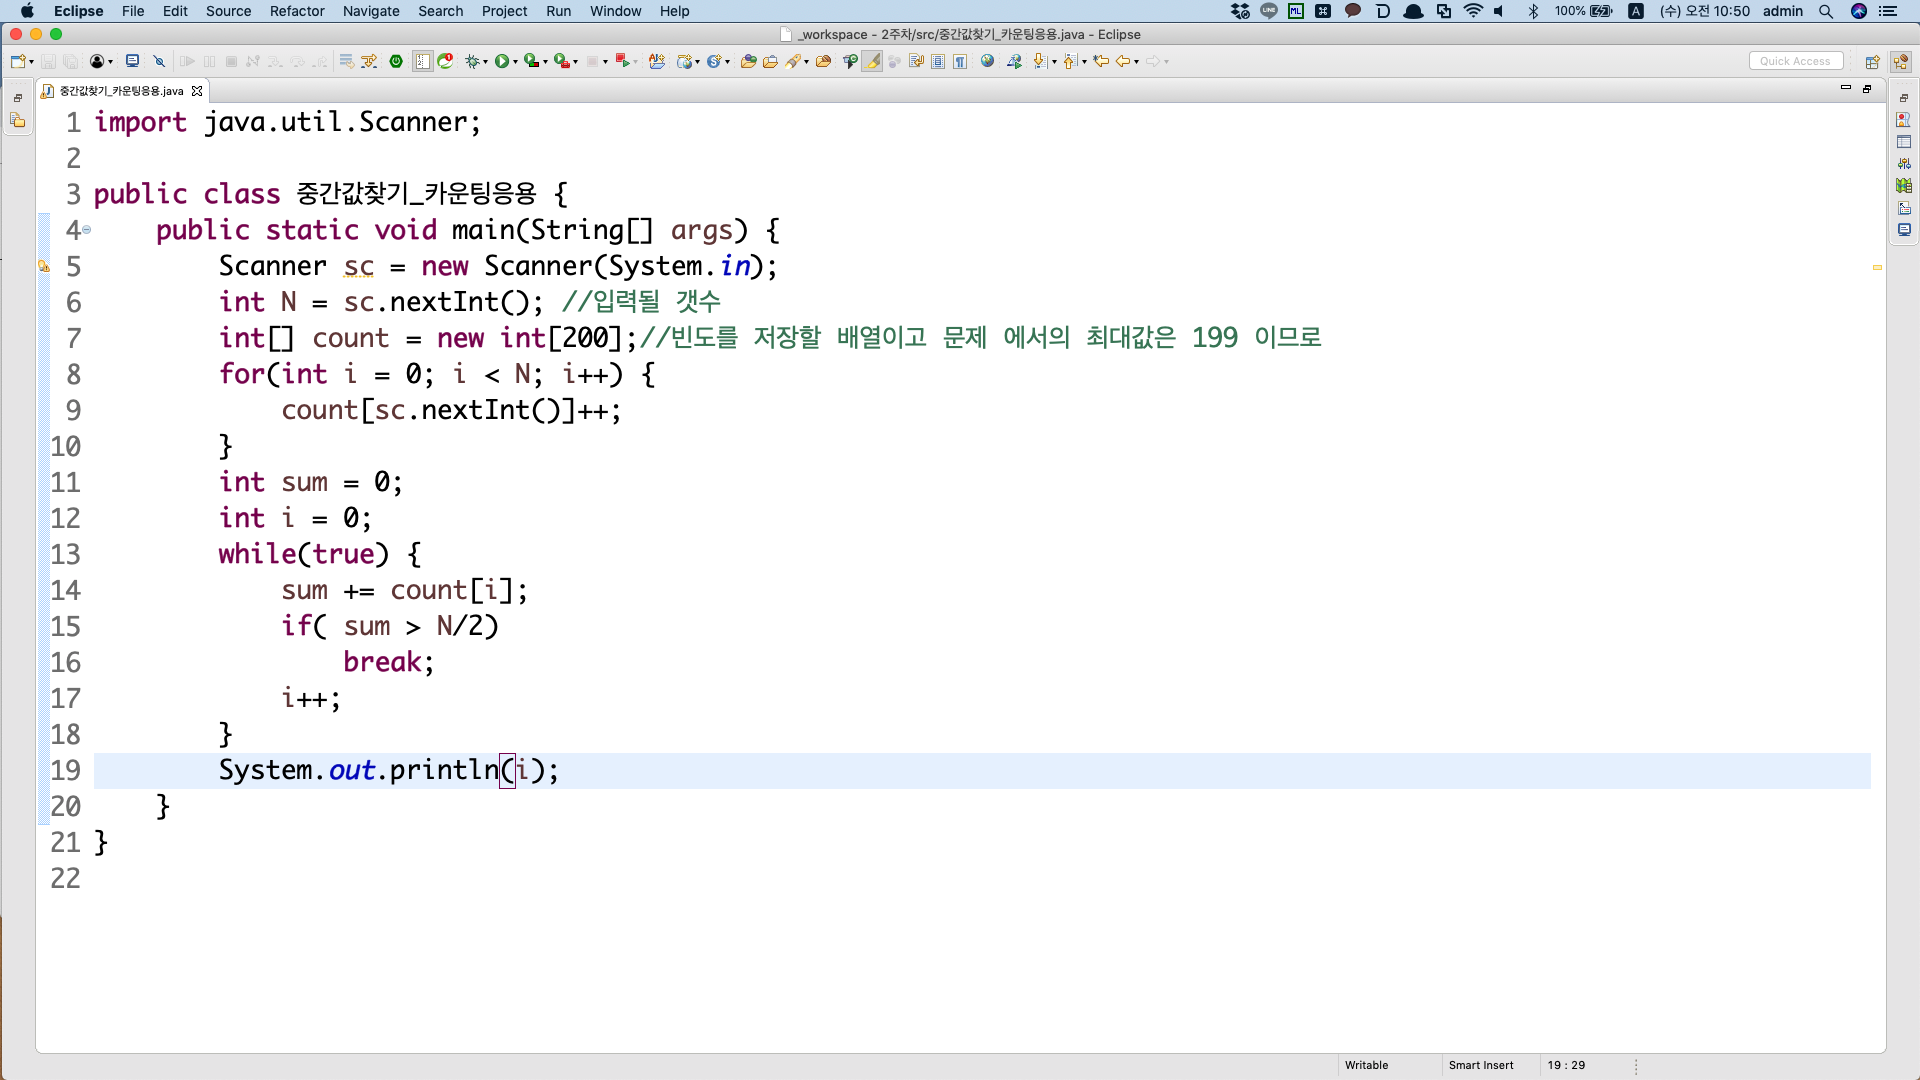 Eclipse File Edit Source Refactor Navigate Search Project Run Window Help 100% A (수) 오전 10:50 admin
_workspace - 2주차/src/중간값찾기_카운팅응용.java - Eclipse
Quick Access
중간값찾기_카운팅응용.java
1 import java.util.Scanner;
2
3 public class 중간값찾기_카운팅응용 {
4 public static void main(String[] args) {
5 Scanner sc = new Scanner(System.in);
6 int N = sc.nextInt(); //입력될 갯수
7 int[] count = new int[200];//빈도를 저장할 배열이고 문제 에서의 최대값은 199 이므로
8 for(int i = 0; i < N; i++) {
9 count[sc.nextInt()]++;
10 }
11 int sum = 0;
12 int i = 0;
13 while(true) {
14 sum += count[i];
15 if( sum > N/2)
16 break;
17 i++;
18 }
19 System.out.println(i);
20 }
21 }
22
Writable Smart Insert 19 : 29